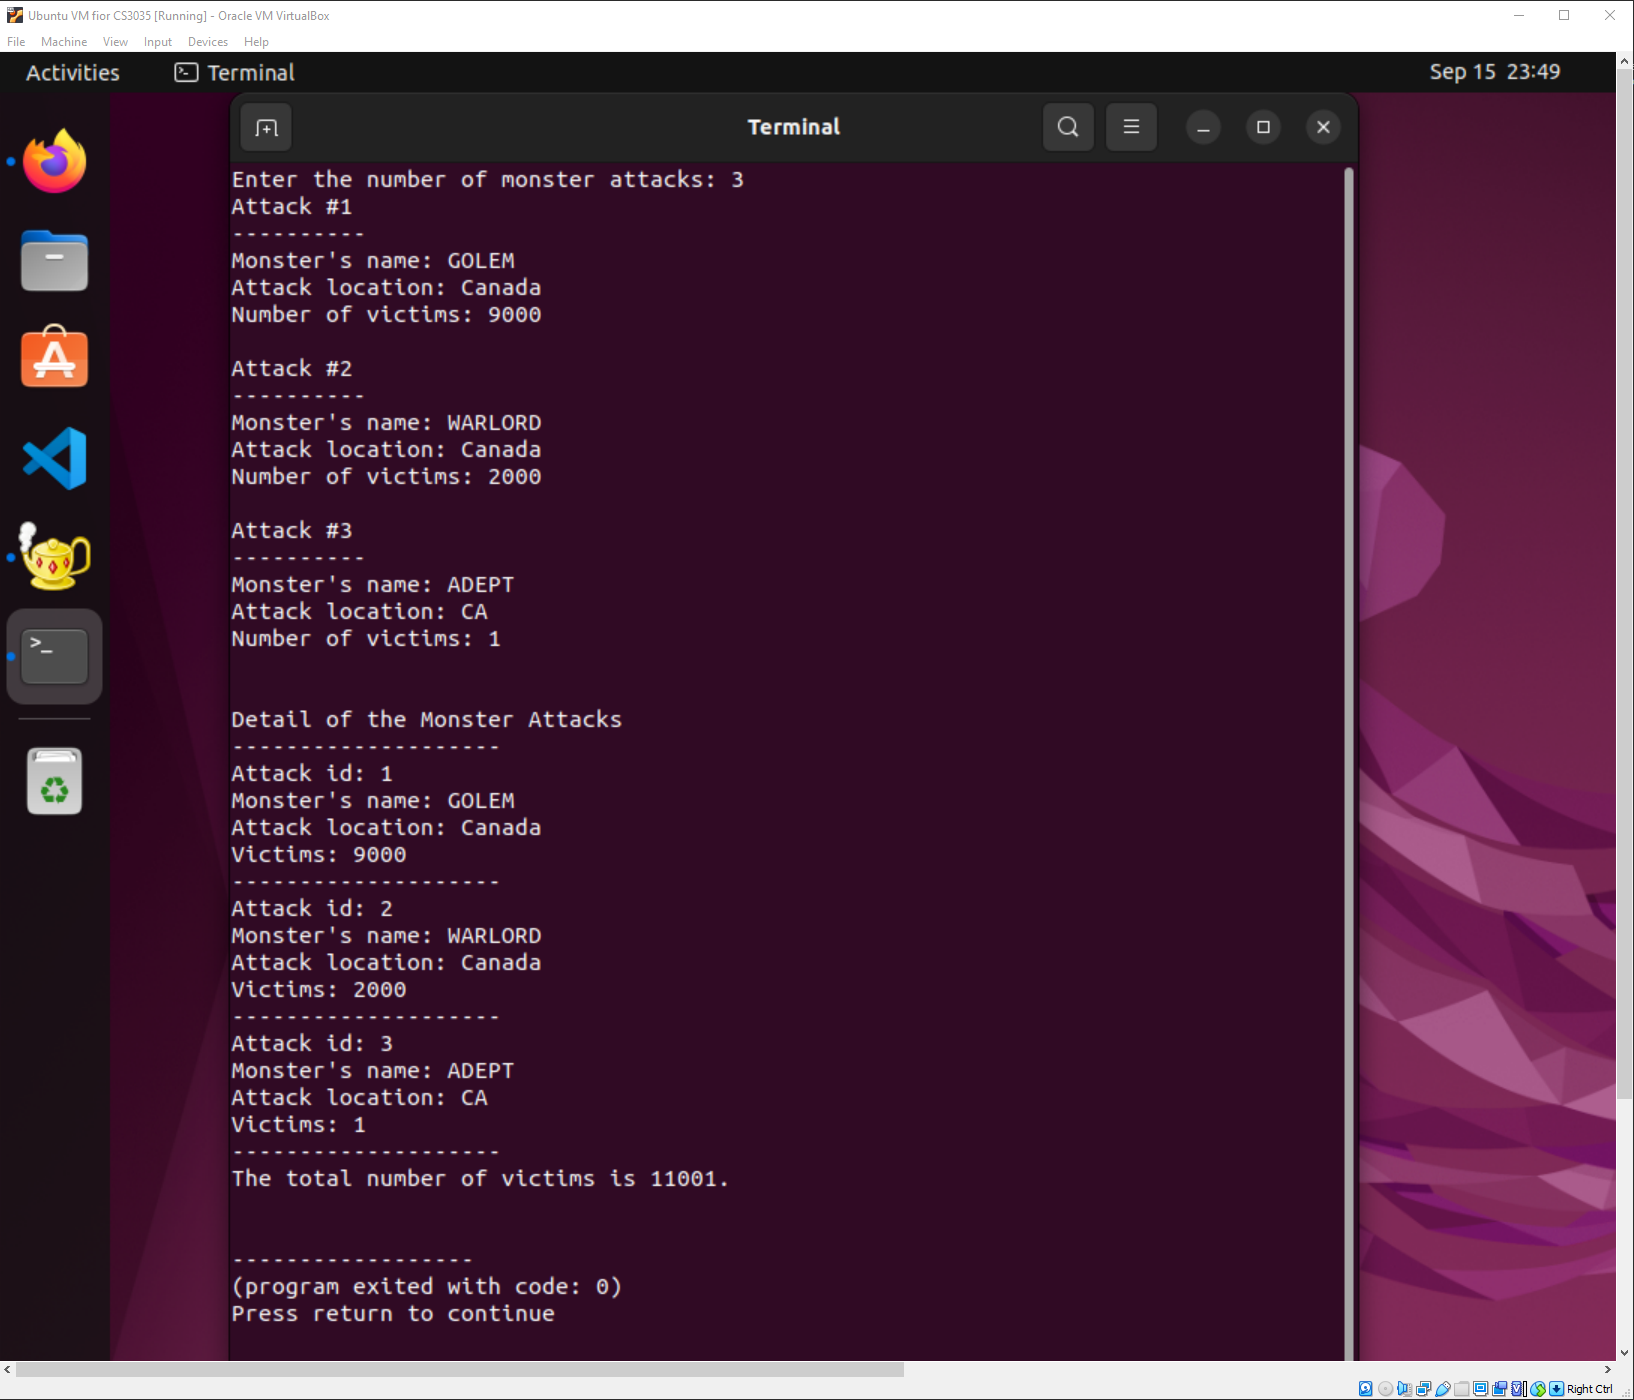 Ubuntu VM fior CS3035 [Running] - Oracle VM VirtualBox
File Machine View Input Devices Help
Activities Terminal Sep 15 23:49
Terminal
Enter the number of monster attacks: 3
Attack #1
----------
Monster's name: GOLEM
Attack location: Canada
Number of victims: 9000
Attack #2
----------
Monster's name: WARLORD
Attack location: Canada
Number of victims: 2000
Attack #3
----------
Monster's name: ADEPT
Attack location: CA
Number of victims: 1
Detail of the Monster Attacks
--------------------
Attack id: 1
Monster's name: GOLEM
Attack location: Canada
Victims: 9000
--------------------
Attack id: 2
Monster's name: WARLORD
Attack location: Canada
Victims: 2000
--------------------
Attack id: 3
Monster's name: ADEPT
Attack location: CA
Victims: 1
--------------------
The total number of victims is 11001.
------------------
(program exited with code: 0)
Press return to continue
Right Ctrl